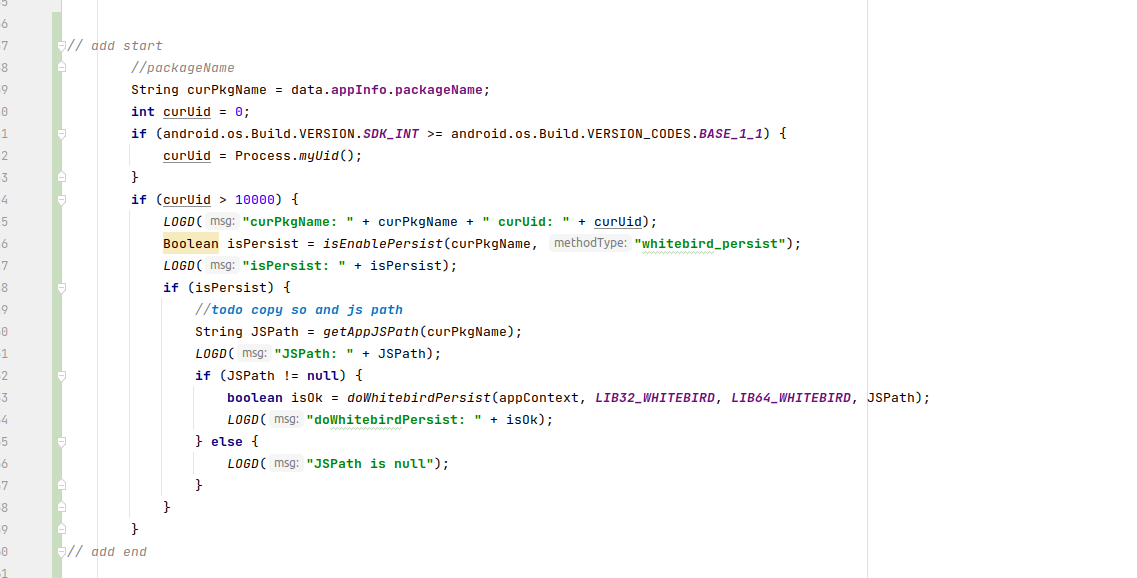 5
6
7 // add start
8 //packageName
9 String curPkgName = data.appInfo.packageName;
0 int curUid = 0;
1 if (android.os.Build.VERSION.SDK_INT >= android.os.Build.VERSION_CODES.BASE_1_1) {
2 curUid = Process.myUid();
3 }
4 if (curUid > 10000) {
5 LOGD( msg: "curPkgName: " + curPkgName + " curUid: " + curUid);
6 Boolean isPersist = isEnablePersist(curPkgName, methodType: "whitebird_persist");
7 LOGD( msg: "isPersist: " + isPersist);
8 if (isPersist) {
9 //todo copy so and js path
0 String JSPath = getAppJSPath(curPkgName);
1 LOGD( msg: "JSPath: " + JSPath);
2 if (JSPath != null) {
3 boolean isOk = doWhitebirdPersist(appContext, LIB32_WHITEBIRD, LIB64_WHITEBIRD, JSPath);
4 LOGD( msg: "doWhitebirdPersist: " + isOk);
5 } else {
6 LOGD( msg: "JSPath is null");
7 }
8 }
9 }
0 // add end
1